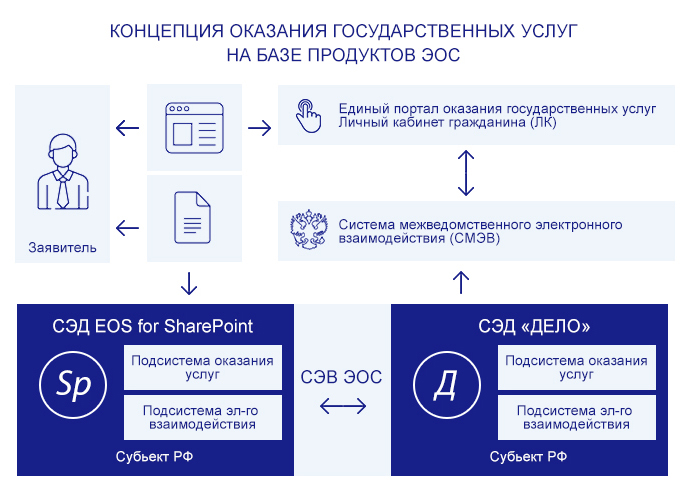 КОНЦЕПЦИЯ ОКАЗАНИЯ ГОСУДАРСТВЕННЫХ УСЛУГ
НА БАЗЕ ПРОДУКТОВ ЭОС
Единый портал оказания государственных услуг
Личный кабинет гражданина (ЛК)
Заявитель
Система межведомственного электронного
взаимодействия (СМЭВ)
СЭД EOS for SharePoint
Sp
Подсистема оказания
услуг
Подсистема эл-го
взаимодействия
Субъект РФ
СЭВ ЭОС
СЭД «ДЕЛО»
Д
Подсистема оказания
услуг
Подсистема эл-го
взаимодействия
Субъект РФ